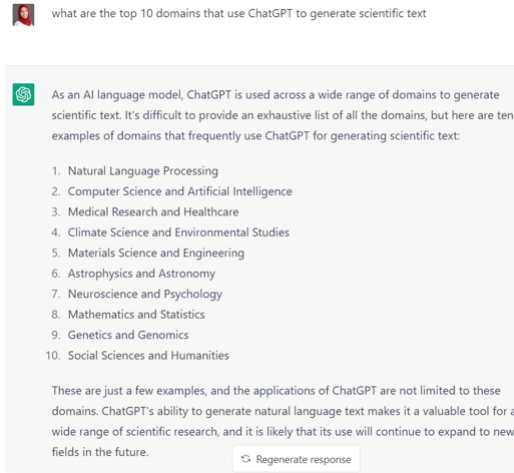 what are the top 10 domains that use ChatGPT to generate scientific text
As an AI language model, ChatGPT is used across a wide range of domains to generate
scientific text. It's difficult to provide an exhaustive list of all the domains, but here are ten
examples of domains that frequently use ChatGPT for generating scientific text:
1. Natural Language Processing
2. Computer Science and Artificial Intelligence
3. Medical Research and Healthcare
4. Climate Science and Environmental Studies
5. Materials Science and Engineering
6. Astrophysics and Astronomy
7. Neuroscience and Psychology
8. Mathematics and Statistics
9. Genetics and Genomics
10. Social Sciences and Humanities
These are just a few examples, and the applications of ChatGPT are not limited to these
domains. ChatGPT's ability to generate natural language text makes it a valuable tool for a
wide range of scientific research, and it is likely that its use will continue to expand to new
fields in the future.
Regenerate response